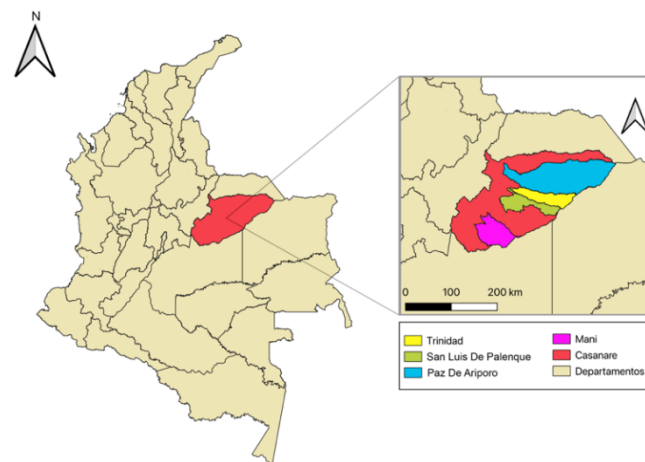 N
0 100 200 km
Trinidad
San Luis De Palenque
Paz De Ariporo
Mani
Casanare
Departamentos